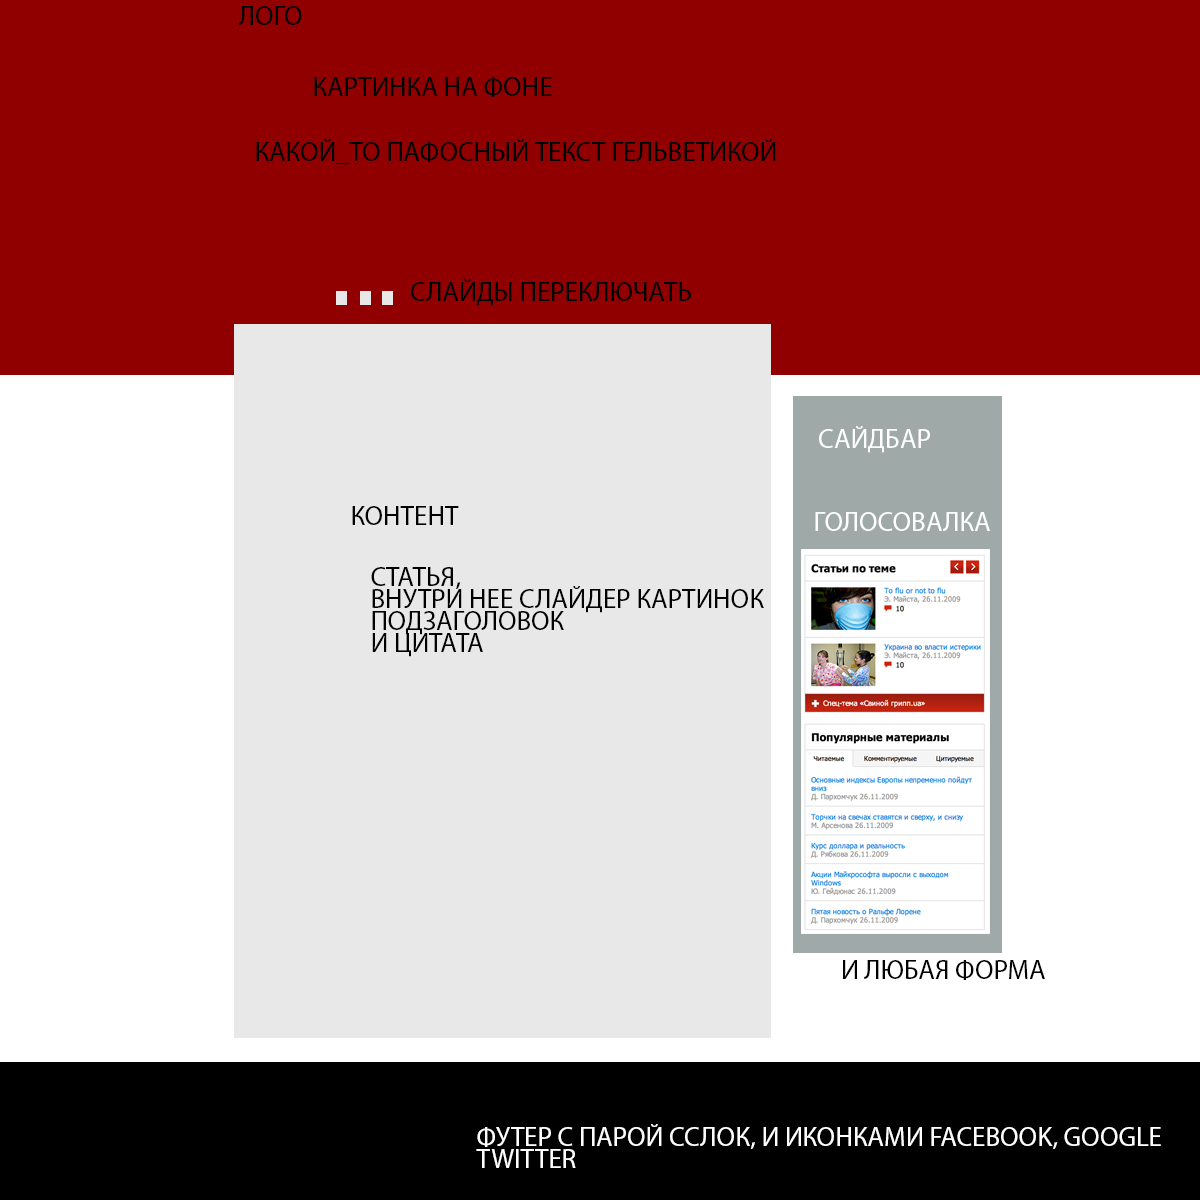 ЛОГО
КАРТИНКА НА ФОНЕ
КАКОЙ_ТО ПАФОСНЫЙ ТЕКСТ ГЕЛЬВЕТИКОЙ
СЛАЙДЫ ПЕРЕКЛЮЧАТЬ
КОНТЕНТ
СТАТЬЯ,
ВНУТРИ НЕЕ СЛАЙДЕР КАРТИНОК
ПОДЗАГОЛОВОК
И ЦИТАТА
САЙДБАР
ГОЛОСОВАЛКА
Статьи по теме
To flu or not to flu
Э. Майста, 26.11.2009
10
Украина во власти истерики
Э. Майста, 26.11.2009
10
Спец-тема «Свиной грипп.ua»
Популярные материалы
Читаемые Комментируемые Цитируемые
Основные индексы Европы непременно пойдут
вниз
Д. Пархомчук 26.11.2009
Торчки на свечах ставятся и сверху, и снизу
М. Арсенова 26.11.2009
Курс доллара и реальность
Д. Рябкова 26.11.2009
Акции Майкрософта выросли с выходом
Windows
Ю. Гейдюнас 26.11.2009
Пятая новость о Ральфе Лорене
Д. Пархомчук 26.11.2009
И ЛЮБАЯ ФОРМА
ФУТЕР С ПАРОЙ ССЛОК, И ИКОНКАМИ FACEBOOK, GOOGLE
TWITTER